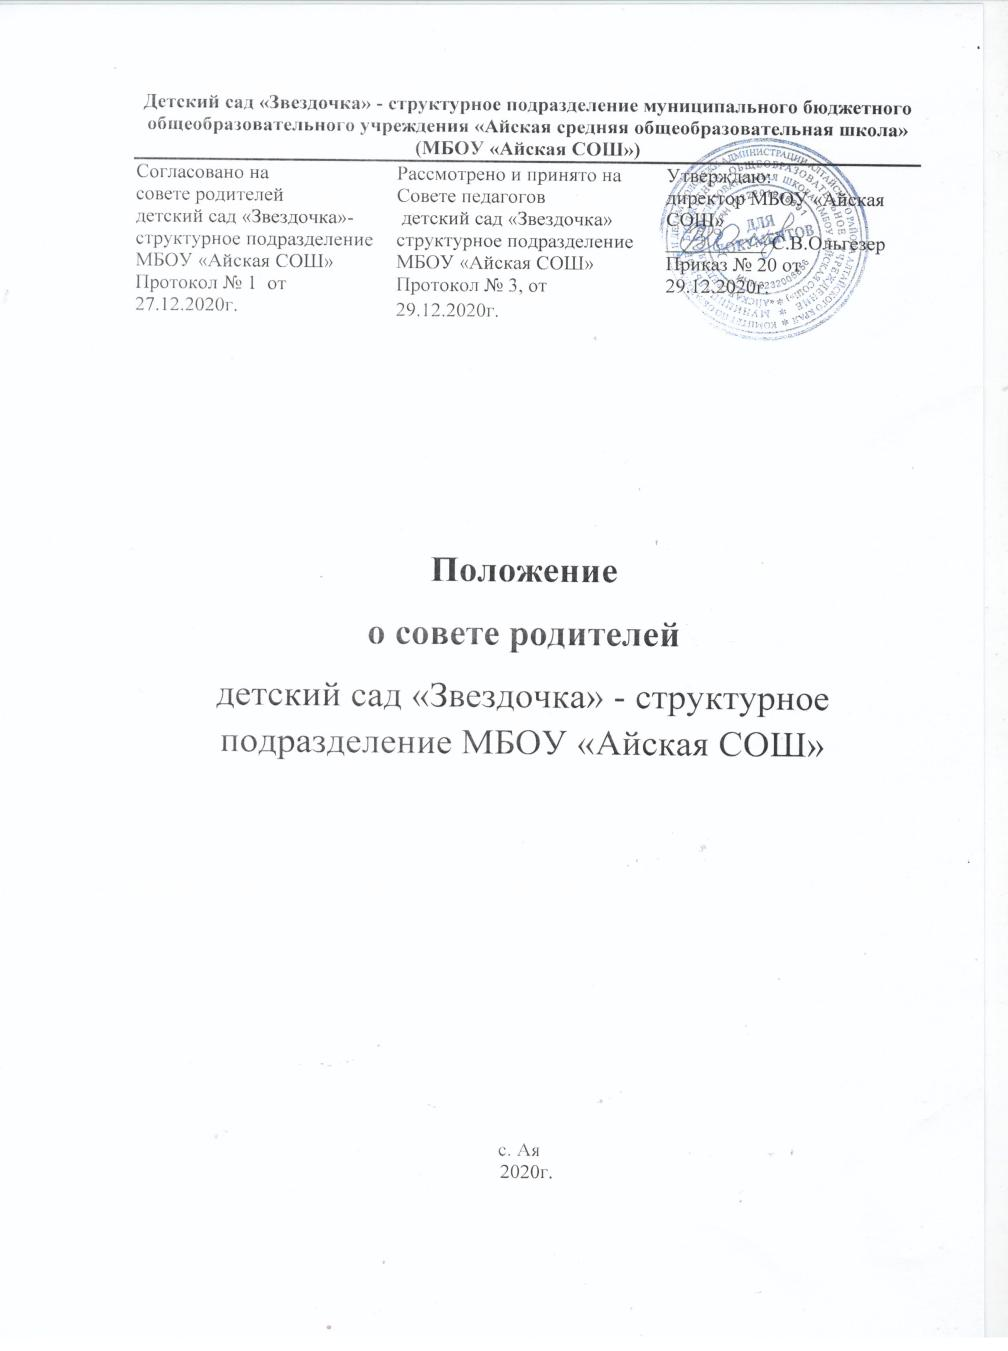 Детский сад «Звездочка» - структурное подразделение муниципального бюджетного
общеобразовательного учреждения «Айская средняя общеобразовательная школа»
(МБОУ «Айская СОШ»)
Согласовано на
совете родителей
детский сад «Звездочка»-
структурное подразделение
МБОУ «Айская СОШ»
Протокол № 1 от
27.12.2020г.
Рассмотрено и принято на
Совете педагогов
детский сад «Звездочка»
структурное подразделение
МБОУ «Айская СОШ»
Протокол № 3, от
29.12.2020г.
Утверждаю:
директор МБОУ «Айская
СОШ»
С.В.Ольгезер
Приказ № 20 от
29.12.2020г.
ДЛЯ
ДОКУМЕНТОВ
Положение
о совете родителей
детский сад «Звездочка» - структурное
подразделение МБОУ «Айская СОШ»
с. Ая
2020г.